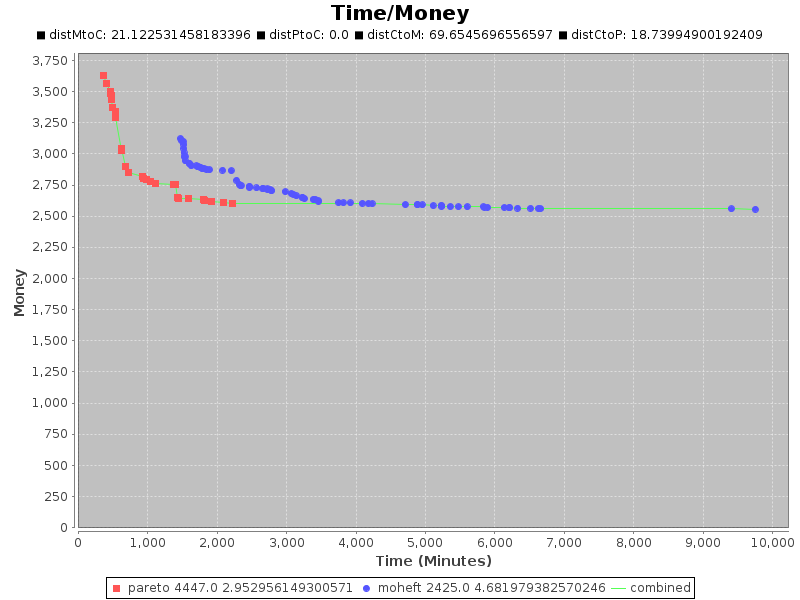 Time/Money
distMtoC: 21.122531458183396 distPtoC: 0.0 distCtoM: 69.6545696556597 distCtoP: 18.73994900192409
3,750
3,500
3,250
3,000
2,750
2,500
2,250
2,000
1,750
1,500
1,250
1,000
750
500
250
0
Money
0 1,000 2,000 3,000 4,000 5,000 6,000 7,000 8,000 9,000 10,000
Time (Minutes)
pareto 4447.0 2.952956149300571 moheft 2425.0 4.681979382570246 combined